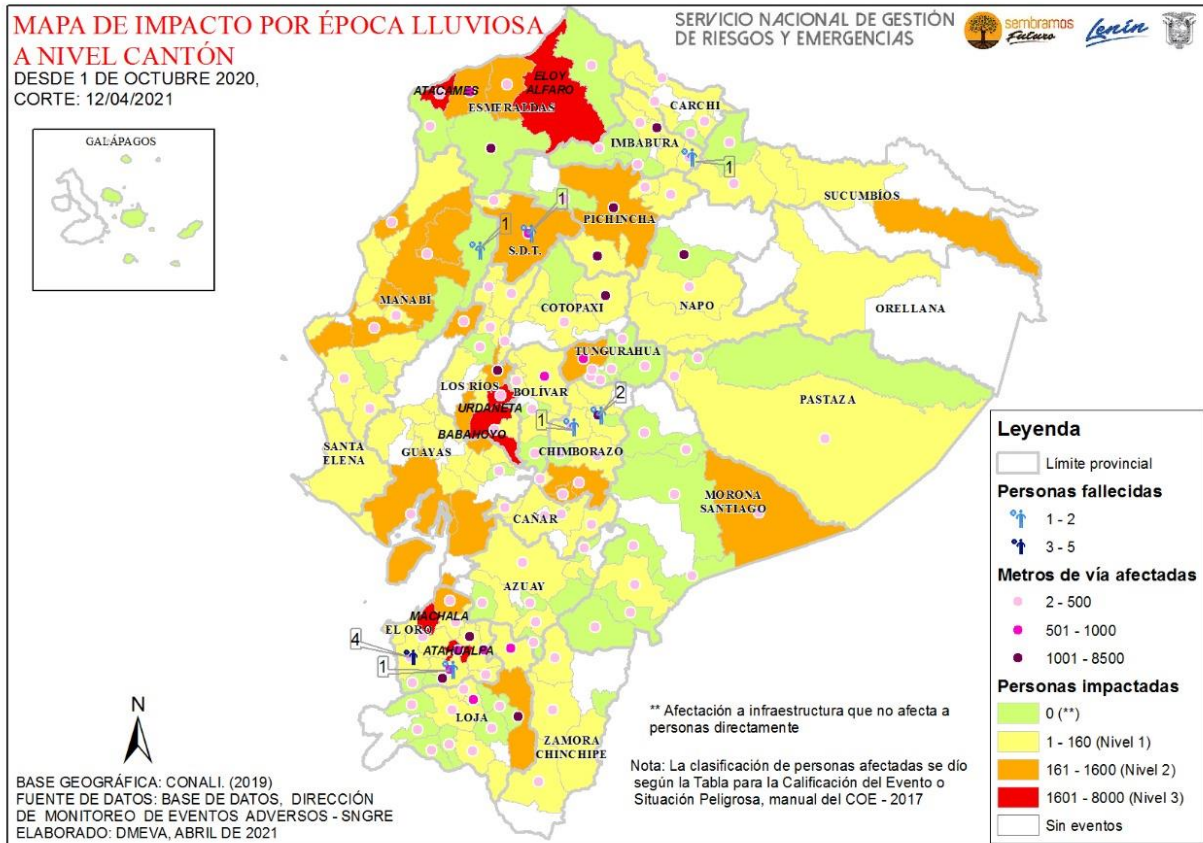 MAPA DE IMPACTO POR ÉPOCA LLUVIOSA
A NIVEL CANTÓN
DESDE 1 DE OCTUBRE 2020,
CORTE: 12/04/2021
SERVICIO NACIONAL DE GESTIÓN
DE RIESGOS Y EMERGENCIAS
sembramos
Futuro
Lenín
GALÁPAGOS
ATACAMES
ELOY
ALFARO
ESMERALDAS
CARCHI
IMBABURA
1
SUCUMBÍOS
1
1
PICHINCHA
S.D.T.
MANABÍ
COTOPAXI
NAPO
ORELLANA
TUNGURAHUA
LOS RÍOS
BOLÍVAR
PASTAZA
URDANETA
2
1
BABAHOYO
SANTA
ELENA
GUAYAS
CHIMBORAZO
MORONA
SANTIAGO
CAÑAR
AZUAY
MACHALA
EL ORO
4
ATAHUALPA
1
LOJA
ZAMORA
CHINCHIPE
N
** Afectación a infraestructura que no afecta a
personas directamente
Nota: La clasificación de personas afectadas se dío
según la Tabla para la Calificación del Evento o
Situación Peligrosa, manual del COE - 2017
BASE GEOGRÁFICA: CONALI. (2019)
FUENTE DE DATOS: BASE DE DATOS, DIRECCIÓN
DE MONITOREO DE EVENTOS ADVERSOS - SNGRE
ELABORADO: DMEVA, ABRIL DE 2021
Leyenda
Límite provincial
Personas fallecidas
1 - 2
3 - 5
Metros de vía afectadas
2 - 500
501 - 1000
1001 - 8500
Personas impactadas
0 (**)
1 - 160 (Nivel 1)
161 - 1600 (Nivel 2)
1601 - 8000 (Nivel 3)
Sin eventos